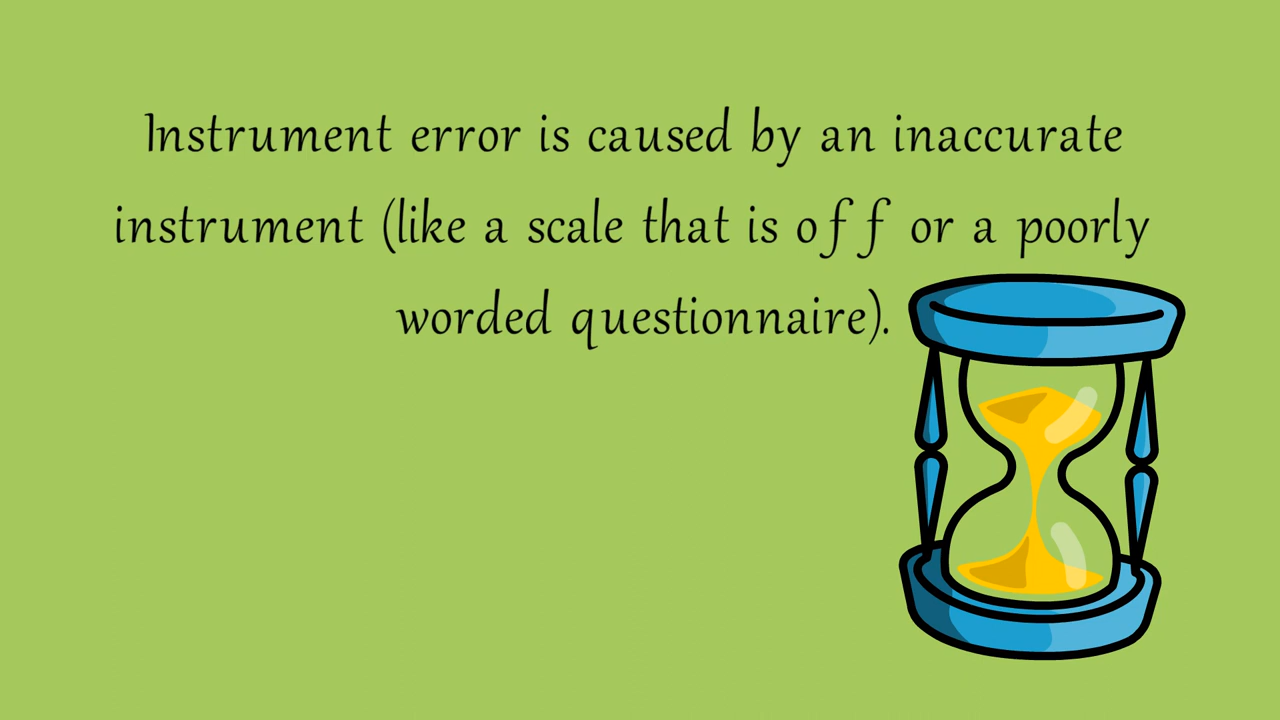 Instrument error is caused by an inaccurate
instrument (like a scale that is off or a poorly
worded questionnaire).